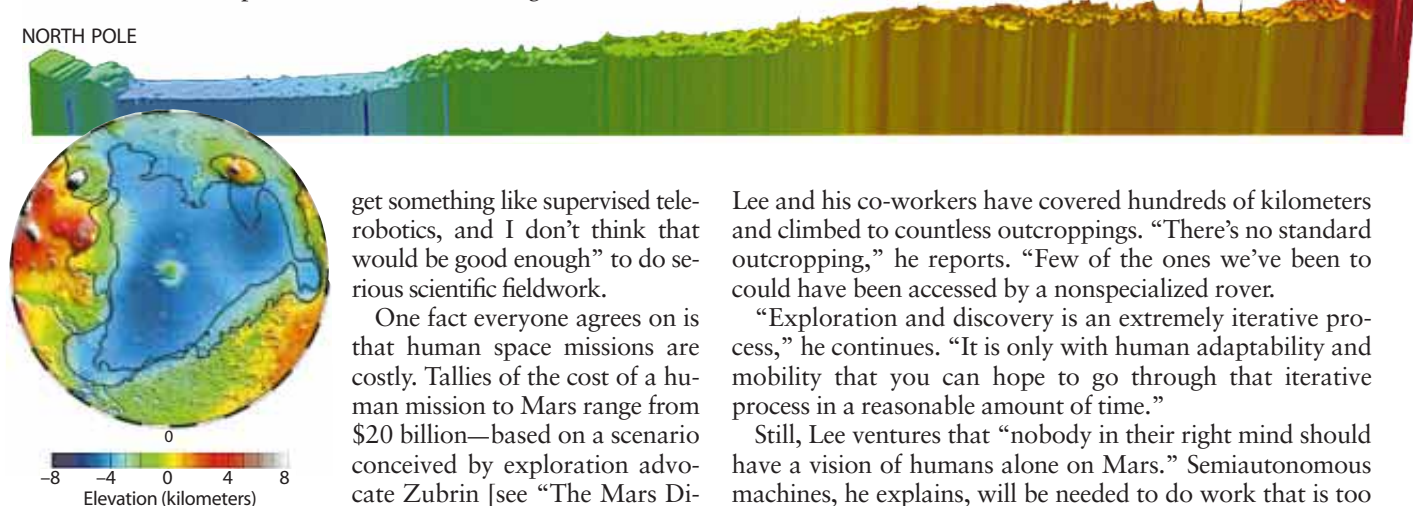 NORTH POLE
0
–8 –4 0 4 8
Elevation (kilometers)
get something like supervised tele-
robotics, and I don’t think that
would be good enough” to do se-
rious scientific fieldwork.
One fact everyone agrees on is
that human space missions are
costly. Tallies of the cost of a hu-
man mission to Mars range from
$20 billion—based on a scenario
conceived by exploration advo-
cate Zubrin [see “The Mars Di-
Lee and his co-workers have covered hundreds of kilometers
and climbed to countless outcroppings. “There’s no standard
outcropping,” he reports. “Few of the ones we’ve been to
could have been accessed by a nonspecialized rover.
“Exploration and discovery is an extremely iterative pro-
cess,” he continues. “It is only with human adaptability and
mobility that you can hope to go through that iterative
process in a reasonable amount of time.”
Still, Lee ventures that “nobody in their right mind should
have a vision of humans alone on Mars.” Semiautonomous
machines, he explains, will be needed to do work that is too